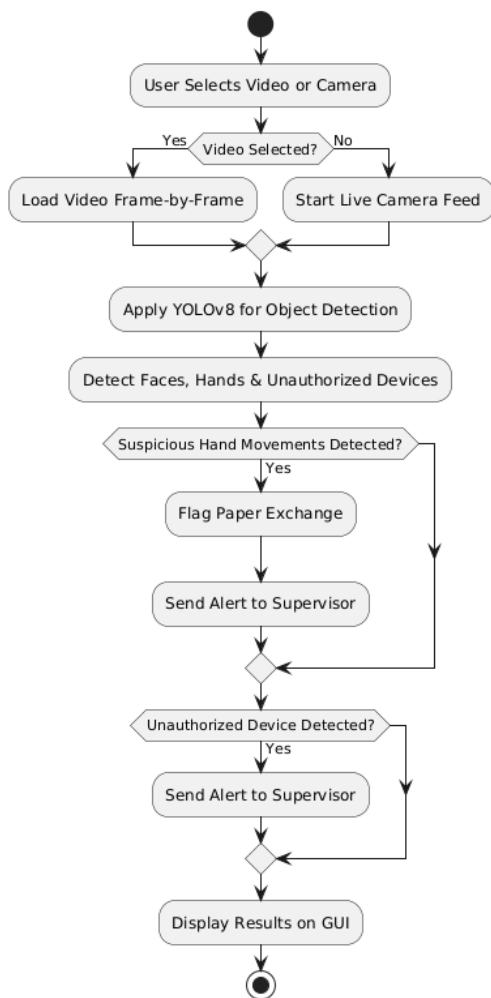 User Selects Video or Camera
Yes
Video Selected?
No
Load Video Frame-by-Frame
Start Live Camera Feed
Apply YOLOv8 for Object Detection
Detect Faces, Hands & Unauthorized Devices
Suspicious Hand Movements Detected?
Yes
Flag Paper Exchange
Send Alert to Supervisor
Unauthorized Device Detected?
Yes
Send Alert to Supervisor
Display Results on GUI